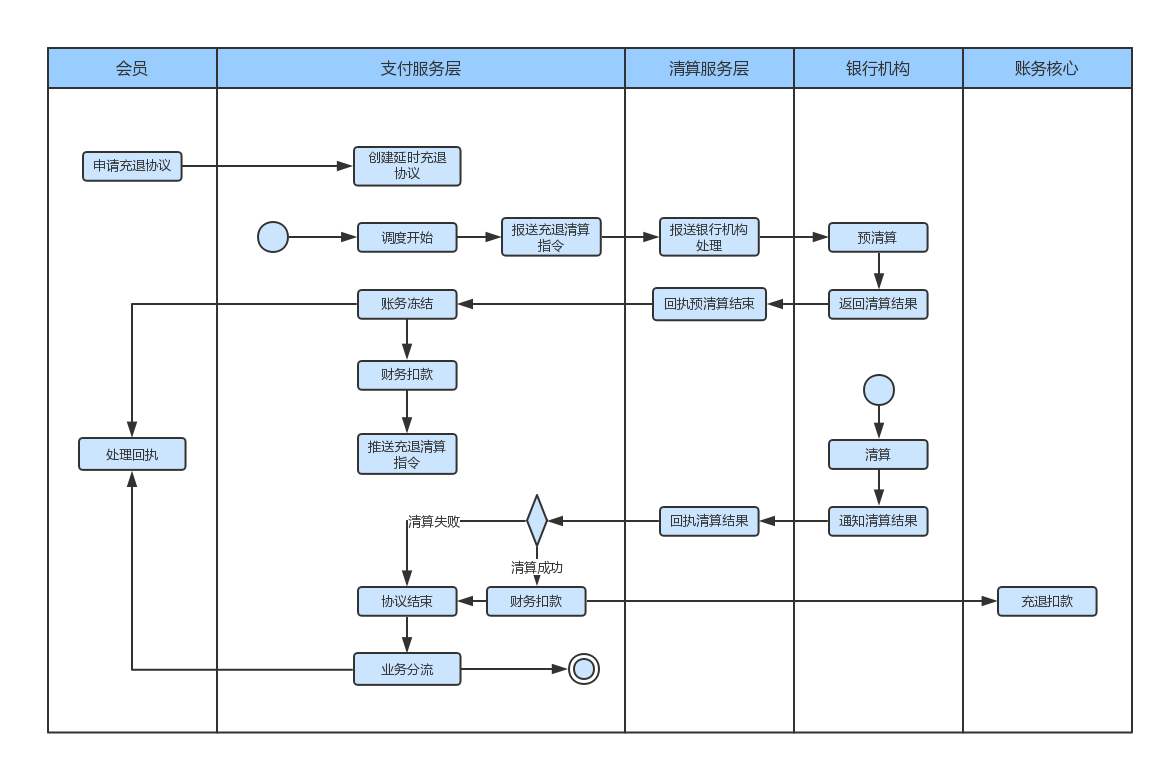 会员
支付服务层
清算服务层
银行机构
账务核心
申请充退协议
创建延时充退
协议
调度开始
报送充退清算
指令
报送银行机构
处理
预清算
账务冻结
回执预清算结束
返回清算结果
财务扣款
处理回执
推送充退清算
指令
清算
清算失败
回执清算结果
通知清算结果
清算成功
协议结束
财务扣款
充退扣款
业务分流